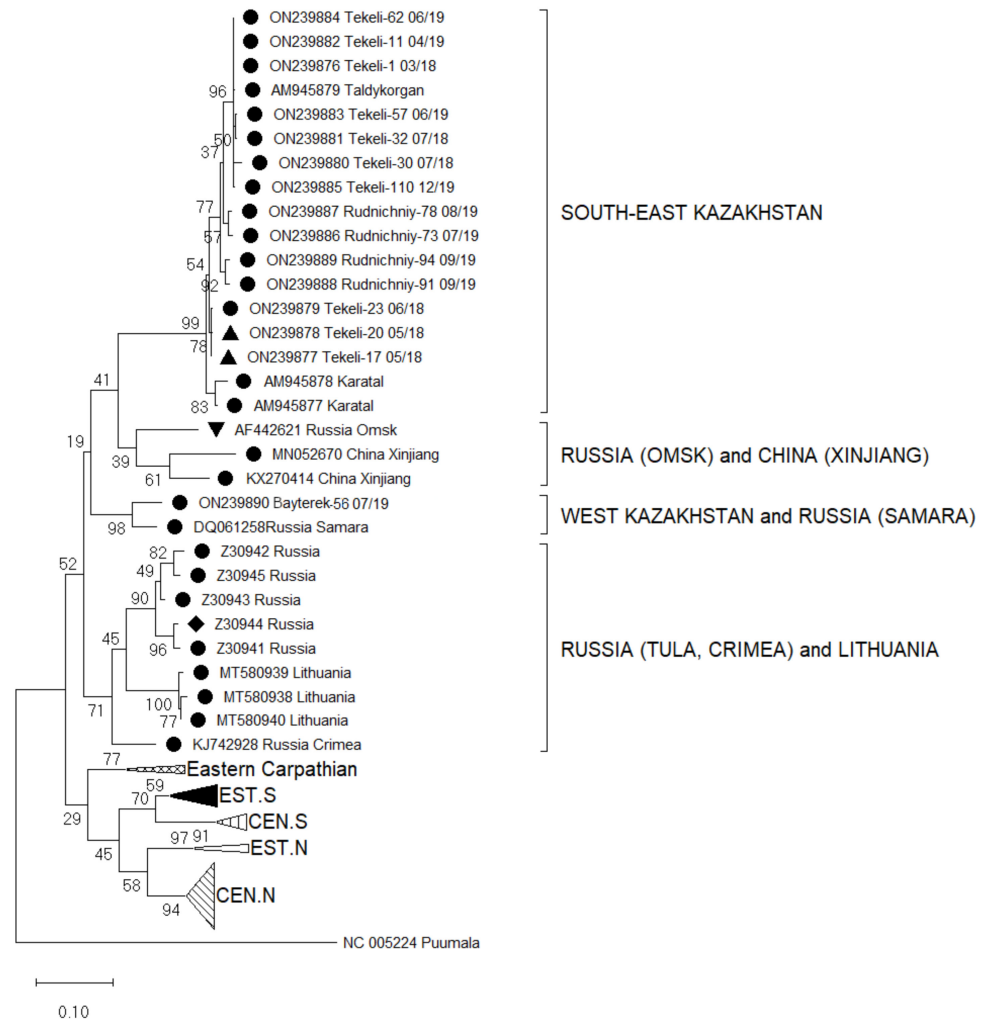 ON239884 Tekeli-62 06/19
ON239882 Tekeli-11 04/19
ON239876 Tekeli-1 03/18
96
AM945879 Taldykorgan
ON239883 Tekeli-57 06/19
50
ON239881 Tekeli-32 07/18
37
ON239880 Tekeli-30 07/18
ON239885 Tekeli-110 12/19
77
ON239887 Rudnichniy-78 08/19
SOUTH-EAST KAZAKHSTAN
57
ON239886 Rudnichniy-73 07/19
54
ON239889 Rudnichniy-94 09/19
92
ON239888 Rudnichniy-91 09/19
ON239879 Tekeli-23 06/18
99
ON239878 Tekeli-20 05/18
78
ON239877 Tekeli-17 05/18
41
AM945878 Karatal
83
AM945877 Karatal
AF442621 Russia Omsk
19
39
MN052670 China Xinjiang
RUSSIA (OMSK) and CHINA (XINJIANG)
61
KX270414 China Xinjiang
ON239890 Bayterek-56 07/19
WEST KAZAKHSTAN and RUSSIA (SAMARA)
98
DQ061258Russia Samara
82
Z30942 Russia
52
49
Z30945 Russia
90
Z30943 Russia
Z30944 Russia
45
96
Z30941 Russia
RUSSIA (TULA, CRIMEA) and LITHUANIA
MT580939 Lithuania
100
MT580938 Lithuania
71
77
MT580940 Lithuania
KJ742928 Russia Crimea
77
Eastern Carpathian
59
70
EST.S
29
CEN.S
97
91
EST.N
45
58
CEN.N
94
NC 005224 Puumala
0.10